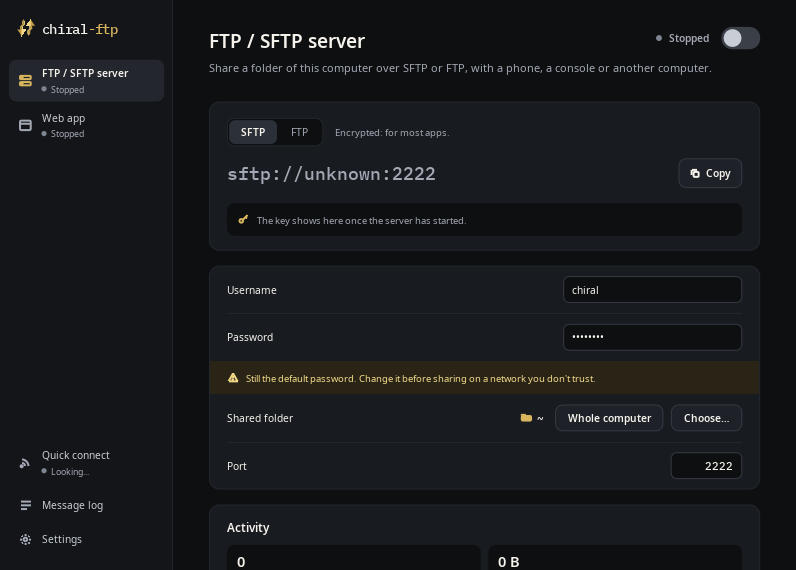 chiral-ftp
FTP / SFTP server
Stopped
Web app
Stopped
Quick connect
Looking...
Message log
Settings
FTP / SFTP server
Stopped
Share a folder of this computer over SFTP or FTP, with a phone, a console or another computer.
SFTP FTP Encrypted: for most apps.
sftp://unknown:2222 Copy
The key shows here once the server has started.
Username chiral
Password ••••••••
Still the default password. Change it before sharing on a network you don't trust.
Shared folder ~ Whole computer Choose...
Port 2222
Activity
0 0 B